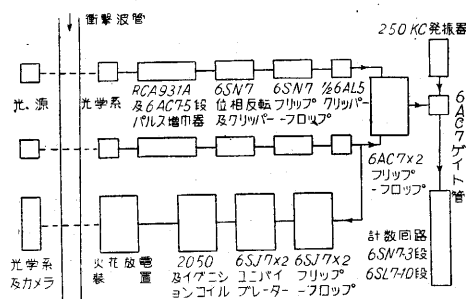 衝撃波管
250KC発振器
光源
光学系
RCA931A
及6AC7-5段
パルス増巾器
6SN7
位相反転
及クリッパー
6SN7
フリップ
-フロップ
½6AL5
クリッパー
6AC7
ゲイト管
6AC7×2
フリップ
-フロップ
光学系
及カメラ
火花放電
装置
2050
及イグニシ
ョンコイル
6SJ7×2
ユニバイ
ブレーター
6SJ7×2
フリップ
-フロップ
計数回路
6SN7-3段
6SL7-10段